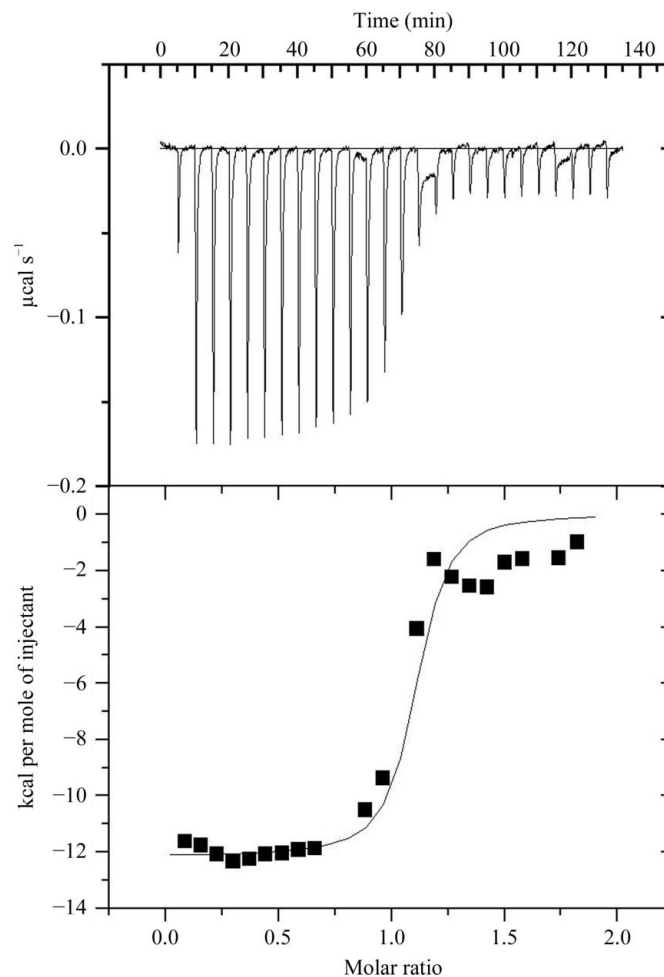 Time (min)
0 20 40 60 80 100 120 140
0.0
−0.1
−0.2
µcal s⁻¹
0
−2
−4
−6
−8
−10
−12
−14
kcal per mole of injectant
0.0 0.5 1.0 1.5 2.0
Molar ratio